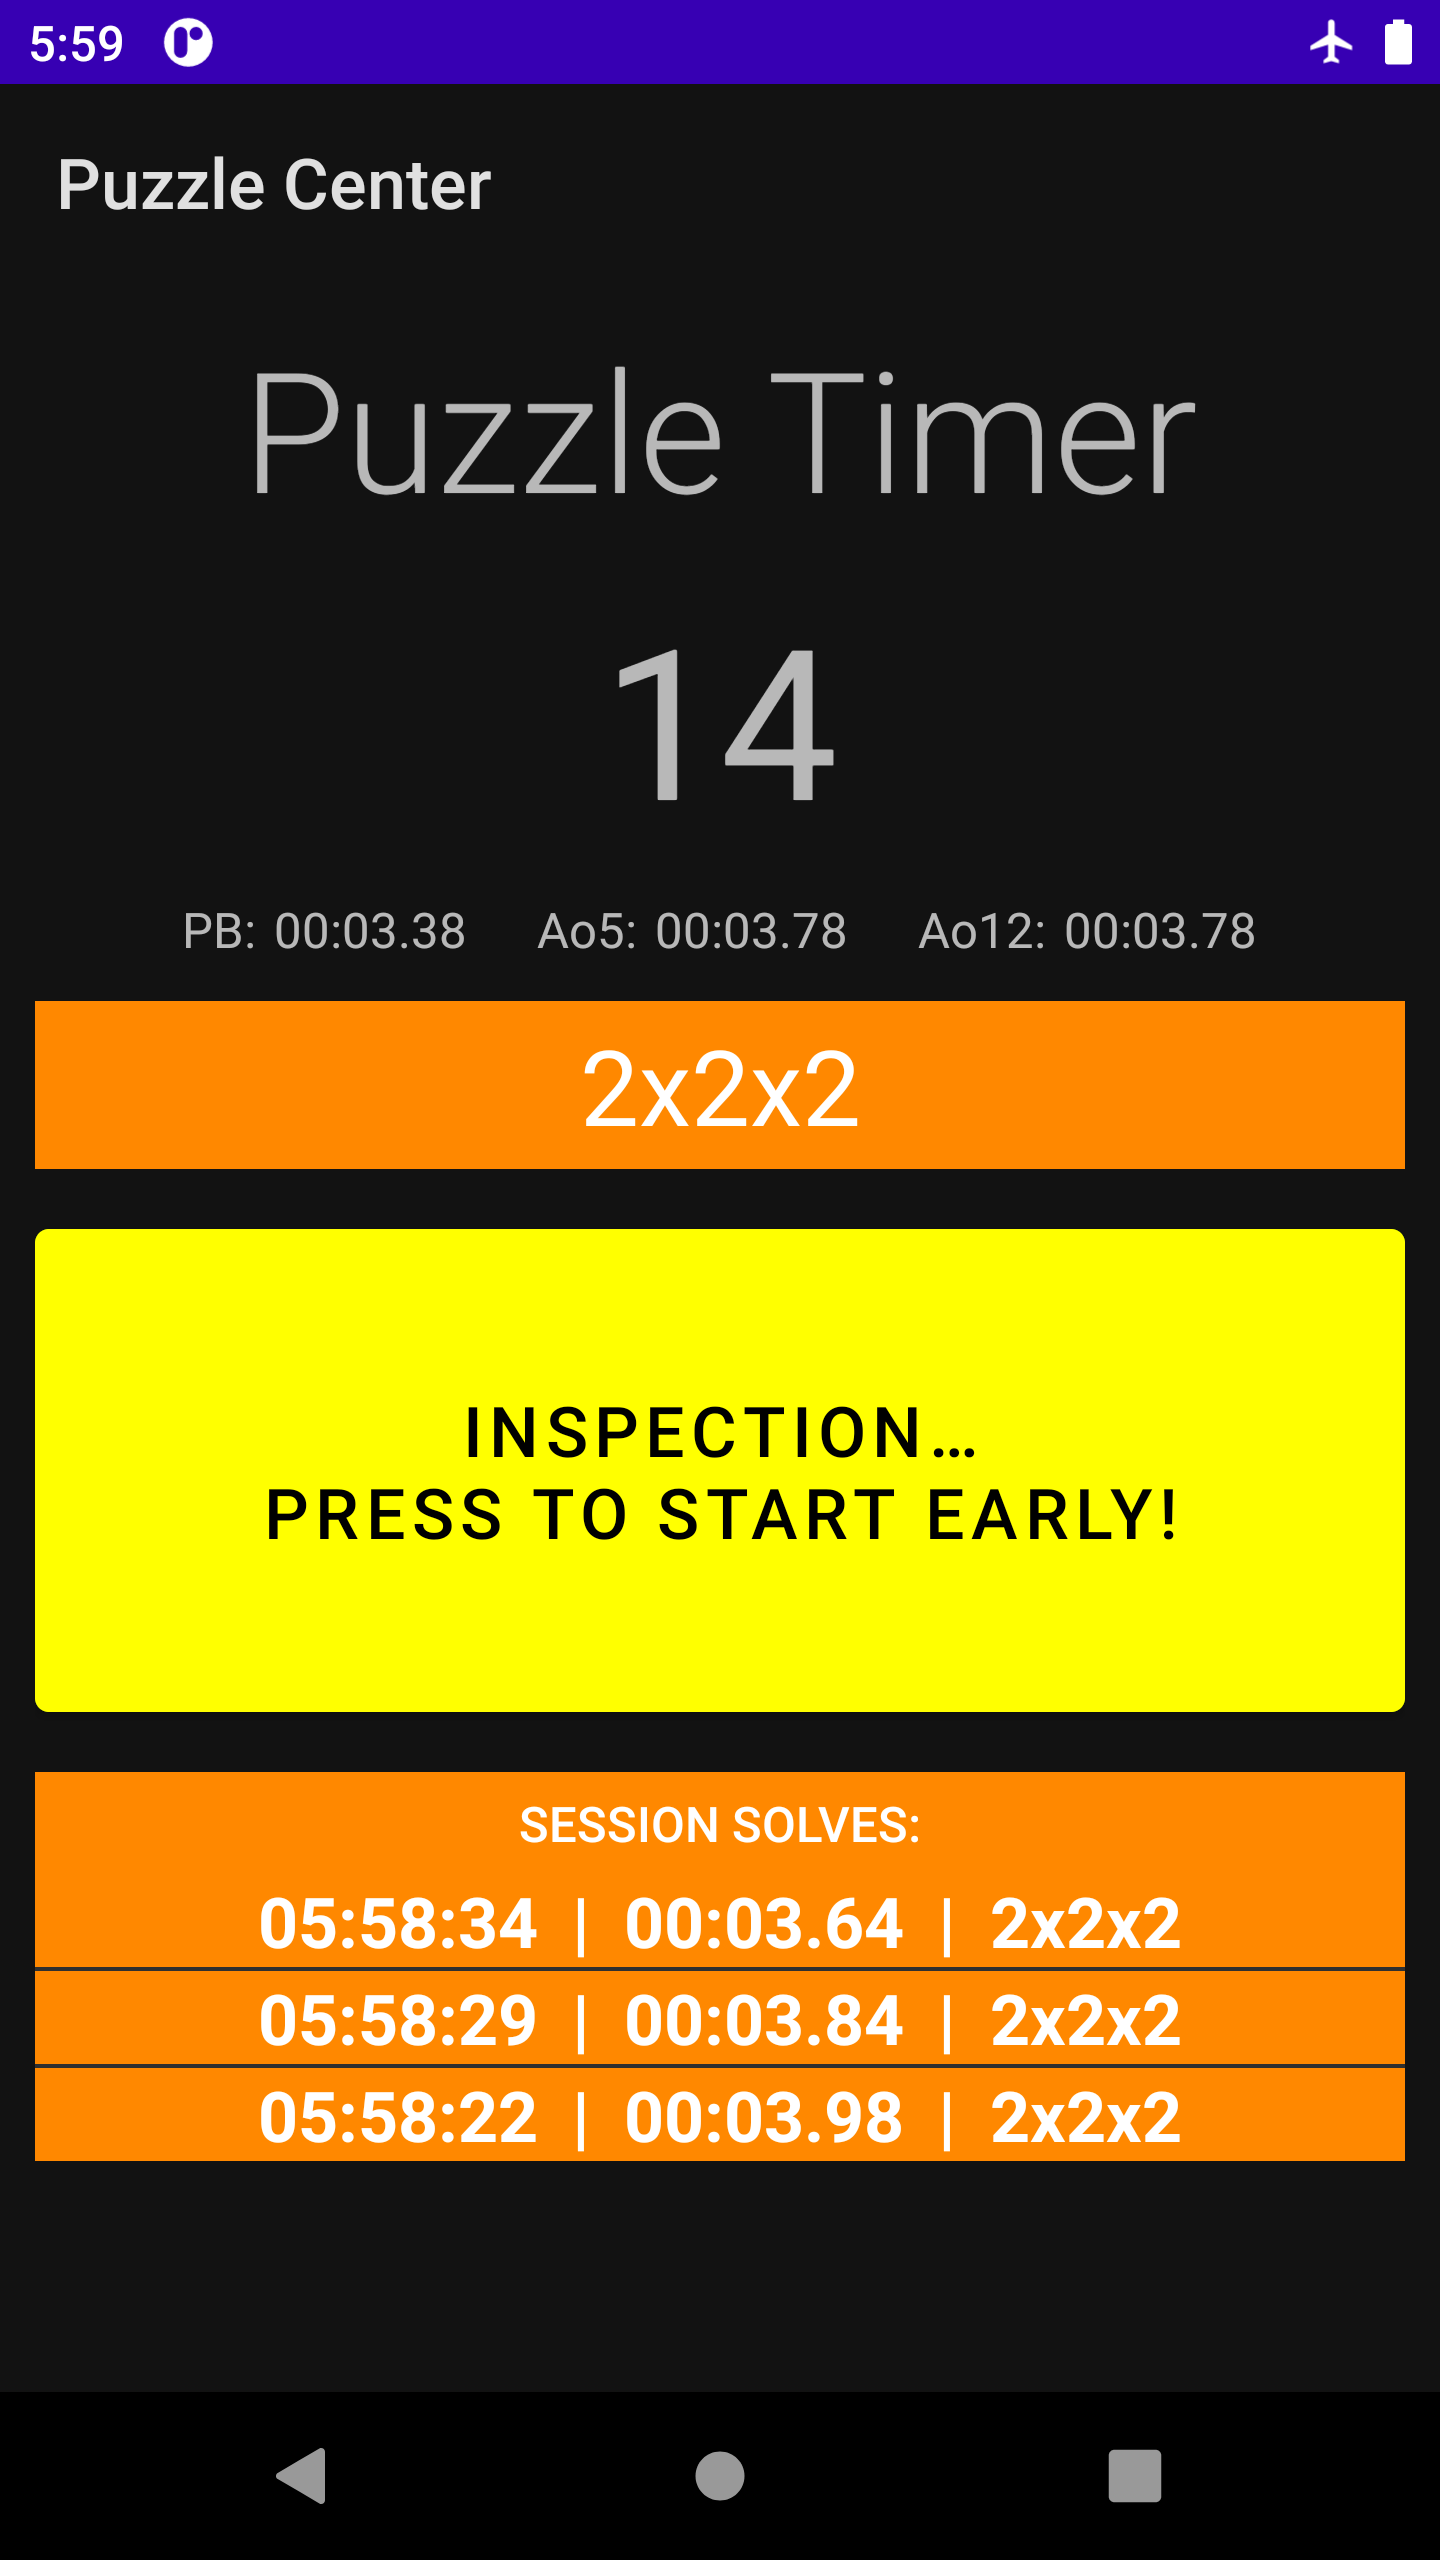 5:59
Puzzle Center
Puzzle Timer
14
PB: 00:03.38 Ao5: 00:03.78 Ao12: 00:03.78
2x2x2
INSPECTION…
PRESS TO START EARLY!
SESSION SOLVES:
05:58:34 | 00:03.64 | 2x2x2
05:58:29 | 00:03.84 | 2x2x2
05:58:22 | 00:03.98 | 2x2x2